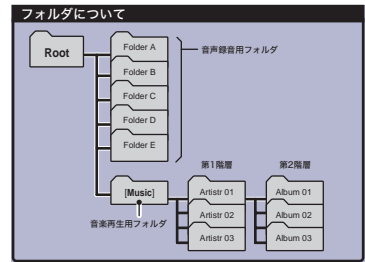 フォルダについて
Root
Folder A
Folder B
Folder C
Folder D
Folder E
音声録音用フォルダ
第1階層
第2階層
[Music]
Artistr 01
Album 01
Artistr 02
Album 02
Artistr 03
Album 03
音楽再生用フォルダ